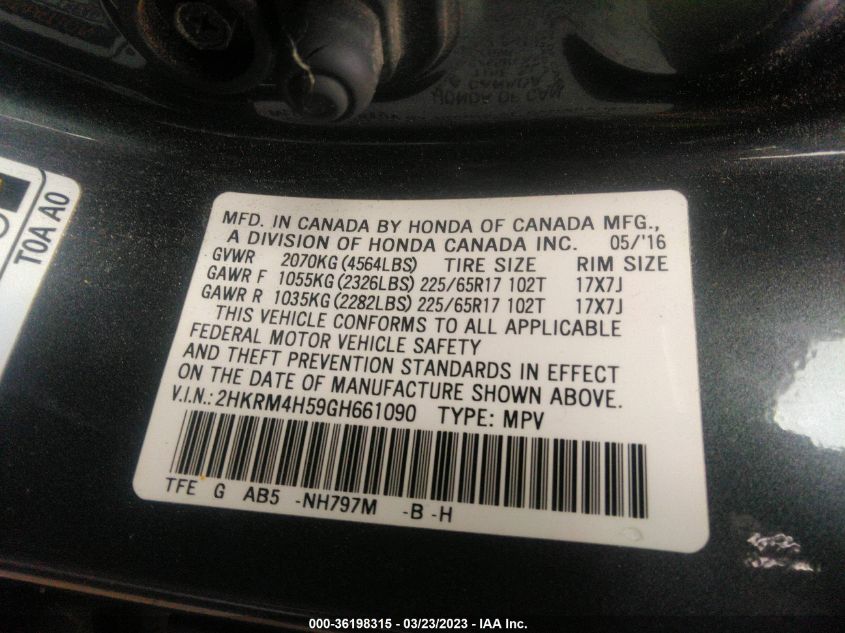 TOA A0
MFD. IN CANADA BY HONDA OF CANADA MFG.,
A DIVISION OF HONDA CANADA INC. 05/'16
GVWR 2070KG (4564LBS) TIRE SIZE RIM SIZE
GAWR F 1055KG (2326LBS) 225/65R17 102T 17X7J
GAWR R 1035KG (2282LBS) 225/65R17 102T 17X7J
THIS VEHICLE CONFORMS TO ALL APPLICABLE
FEDERAL MOTOR VEHICLE SAFETY
AND THEFT PREVENTION STANDARDS IN EFFECT
ON THE DATE OF MANUFACTURE SHOWN ABOVE.
V.I.N.: 2HKRM4H59GH661090 TYPE: MPV
TFE G AB5 -NH797M -B -H
000-36198315 - 03/23/2023 - IAA Inc.